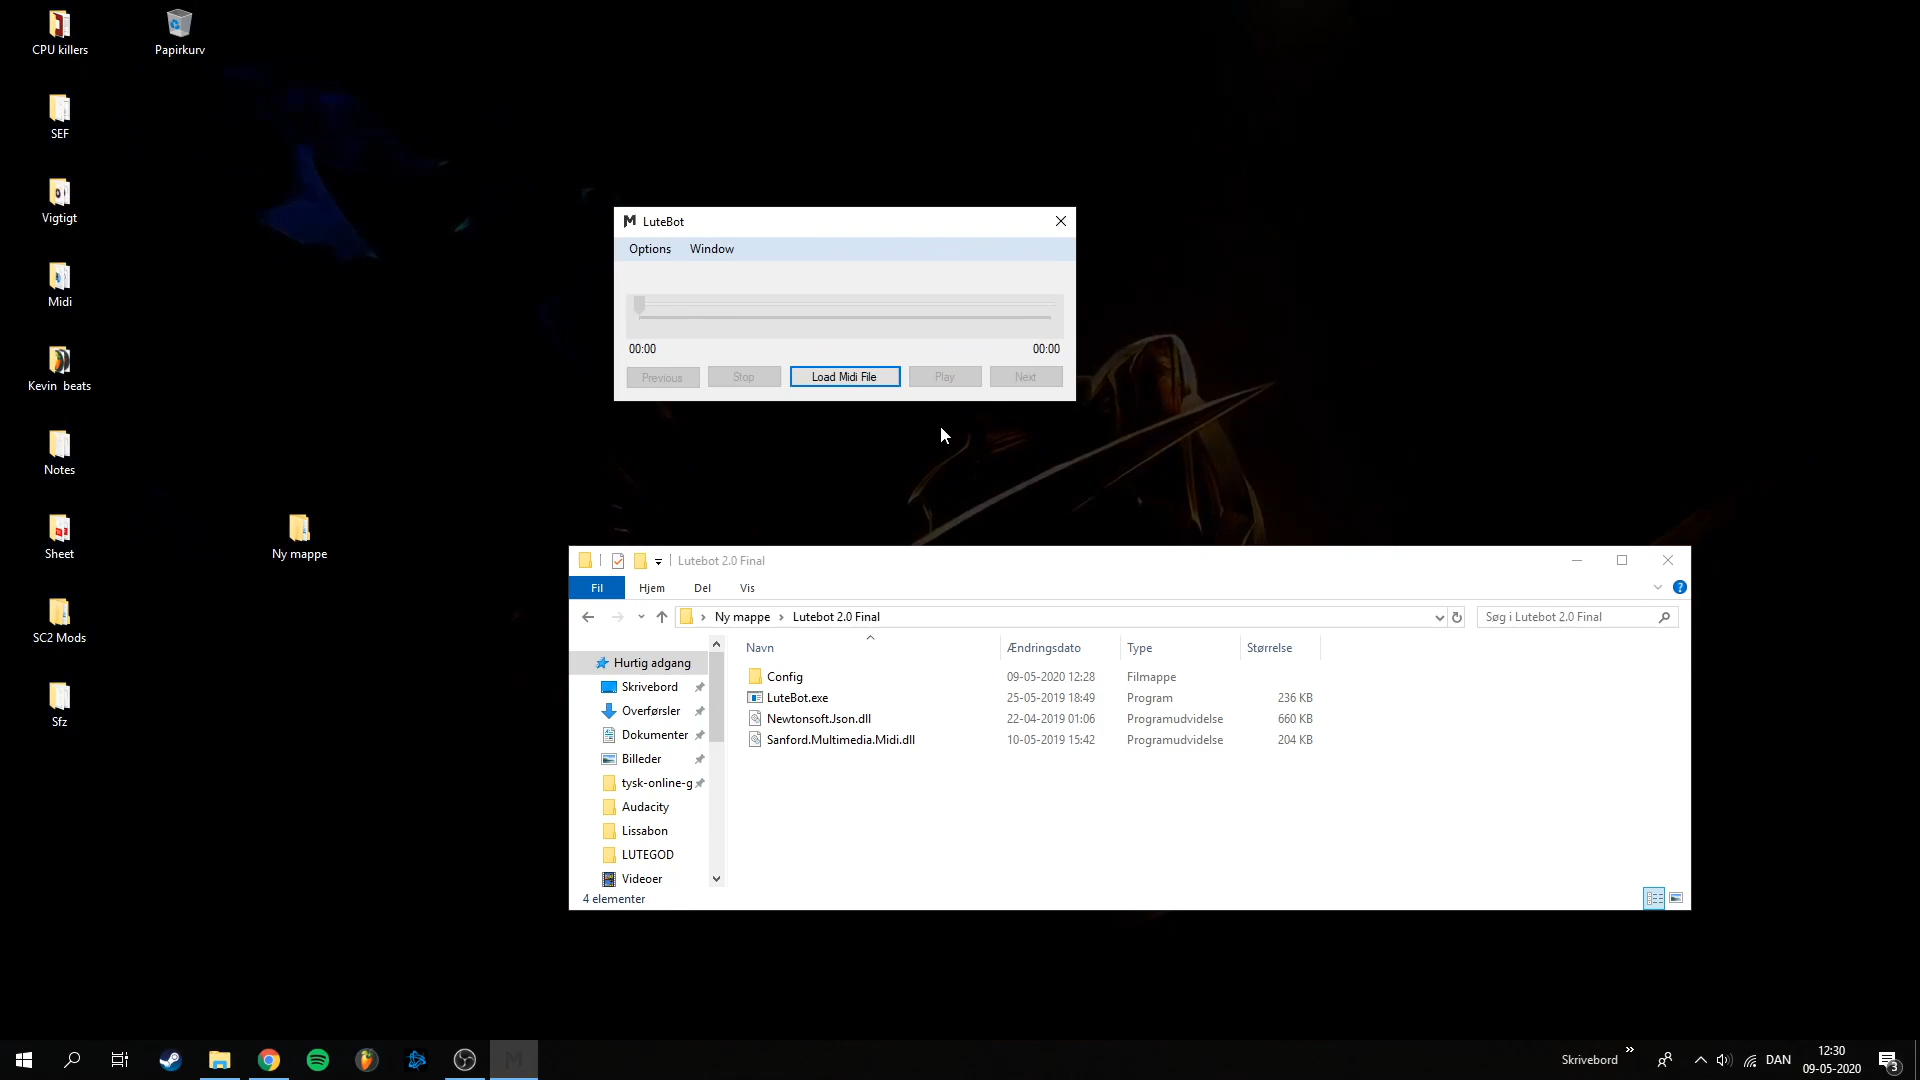 CPU killers
Papirkurv
SEF
Vigtigt
Midi
Kevin beats
Notes
Sheet
Ny mappe
SC2 Mods
Sfz
LuteBot
Options Window
00:00 00:00
Previous Stop Load Midi File Play Next
Lutebot 2.0 Final
Fil Hjem Del Vis
Ny mappe Lutebot 2.0 Final Søg i Lutebot 2.0 Final
Navn Ændringsdato Type Størrelse
Hurtig adgang
Skrivebord
Overførsler
Dokumenter
Billeder
tysk-online-g
Audacity
Lissabon
LUTEGOD
Videoer
Config 09-05-2020 12:28 Filmappe
LuteBot.exe 25-05-2019 18:49 Program 236 KB
Newtonsoft.Json.dll 22-04-2019 01:06 Programudvidelse 660 KB
Sanford.Multimedia.Midi.dll 10-05-2019 15:42 Programudvidelse 204 KB
4 elementer
Skrivebord DAN 12:30
09-05-2020
3